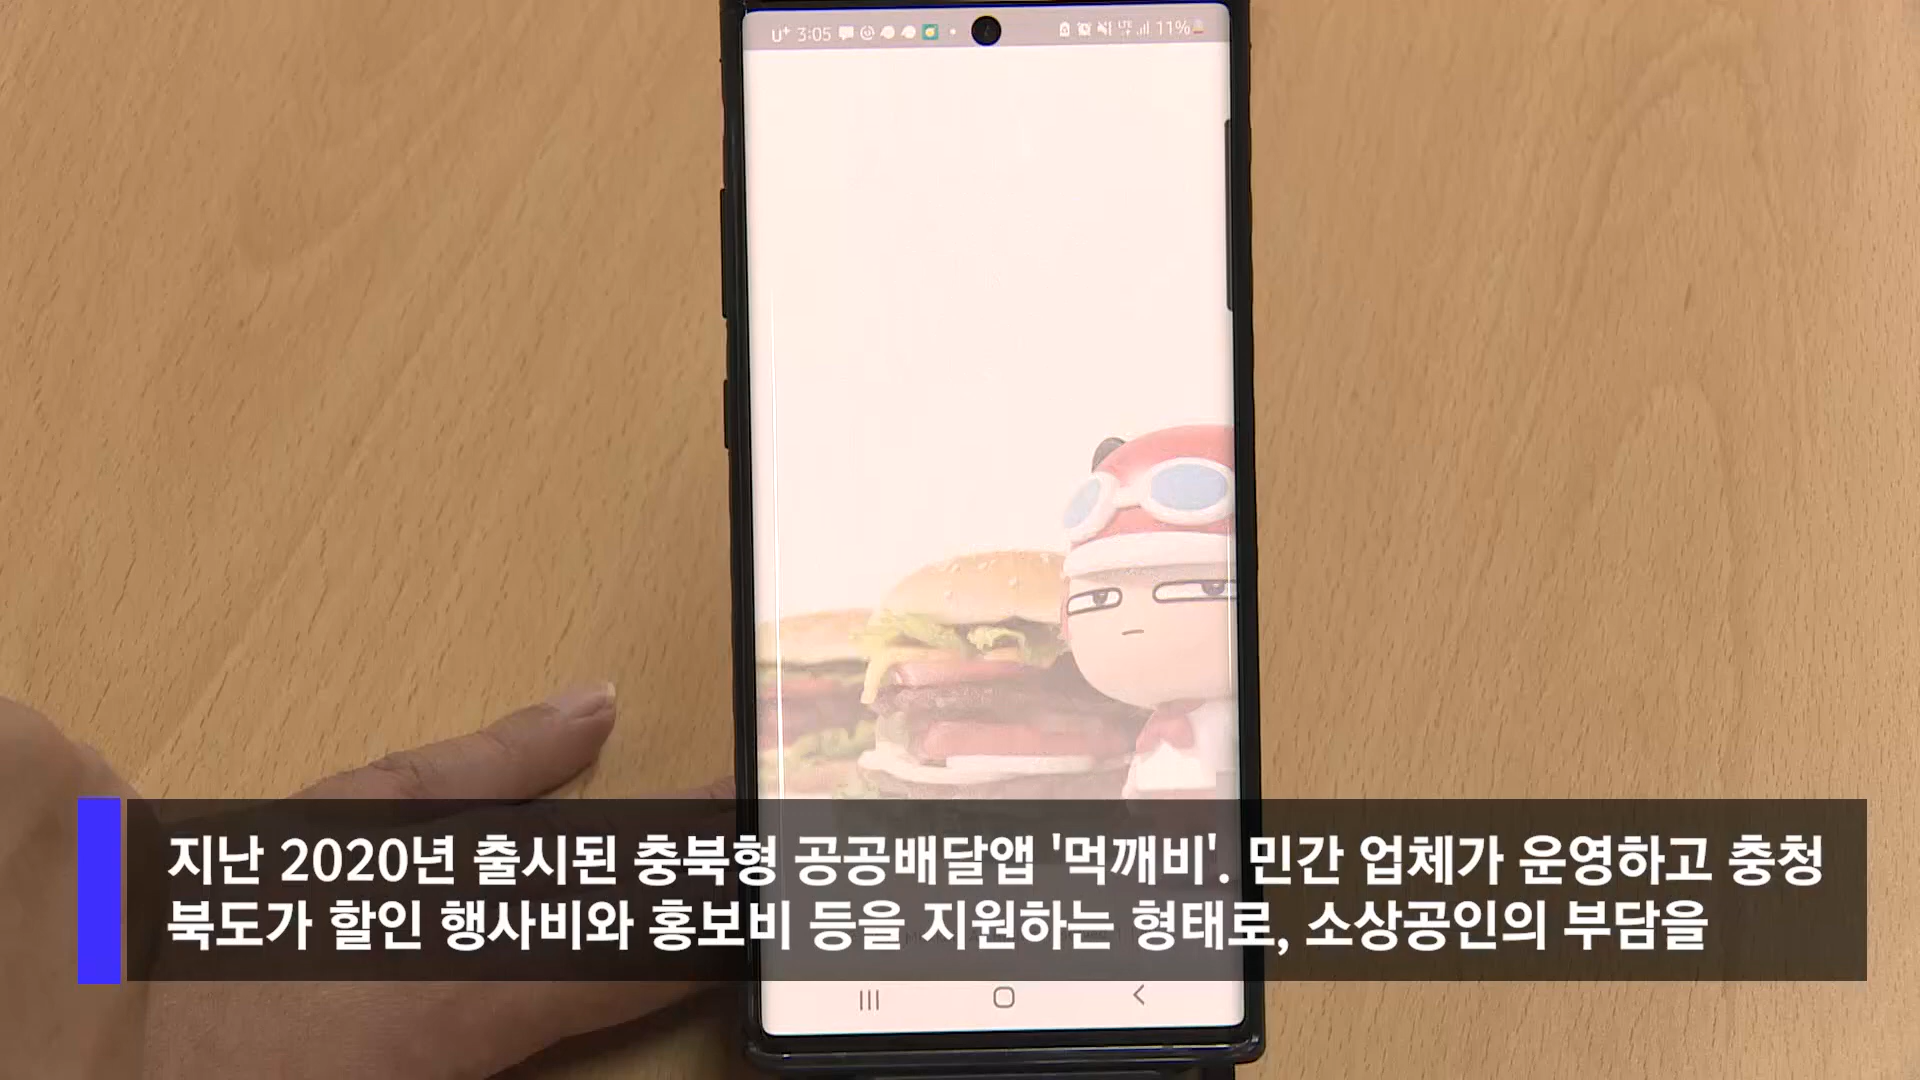 U⁺ 3:05
LTE 11%
지난 2020년 출시된 충북형 공공배달앱 '먹깨비'. 민간 업체가 운영하고 충청
북도가 할인 행사비와 홍보비 등을 지원하는 형태로, 소상공인의 부담을